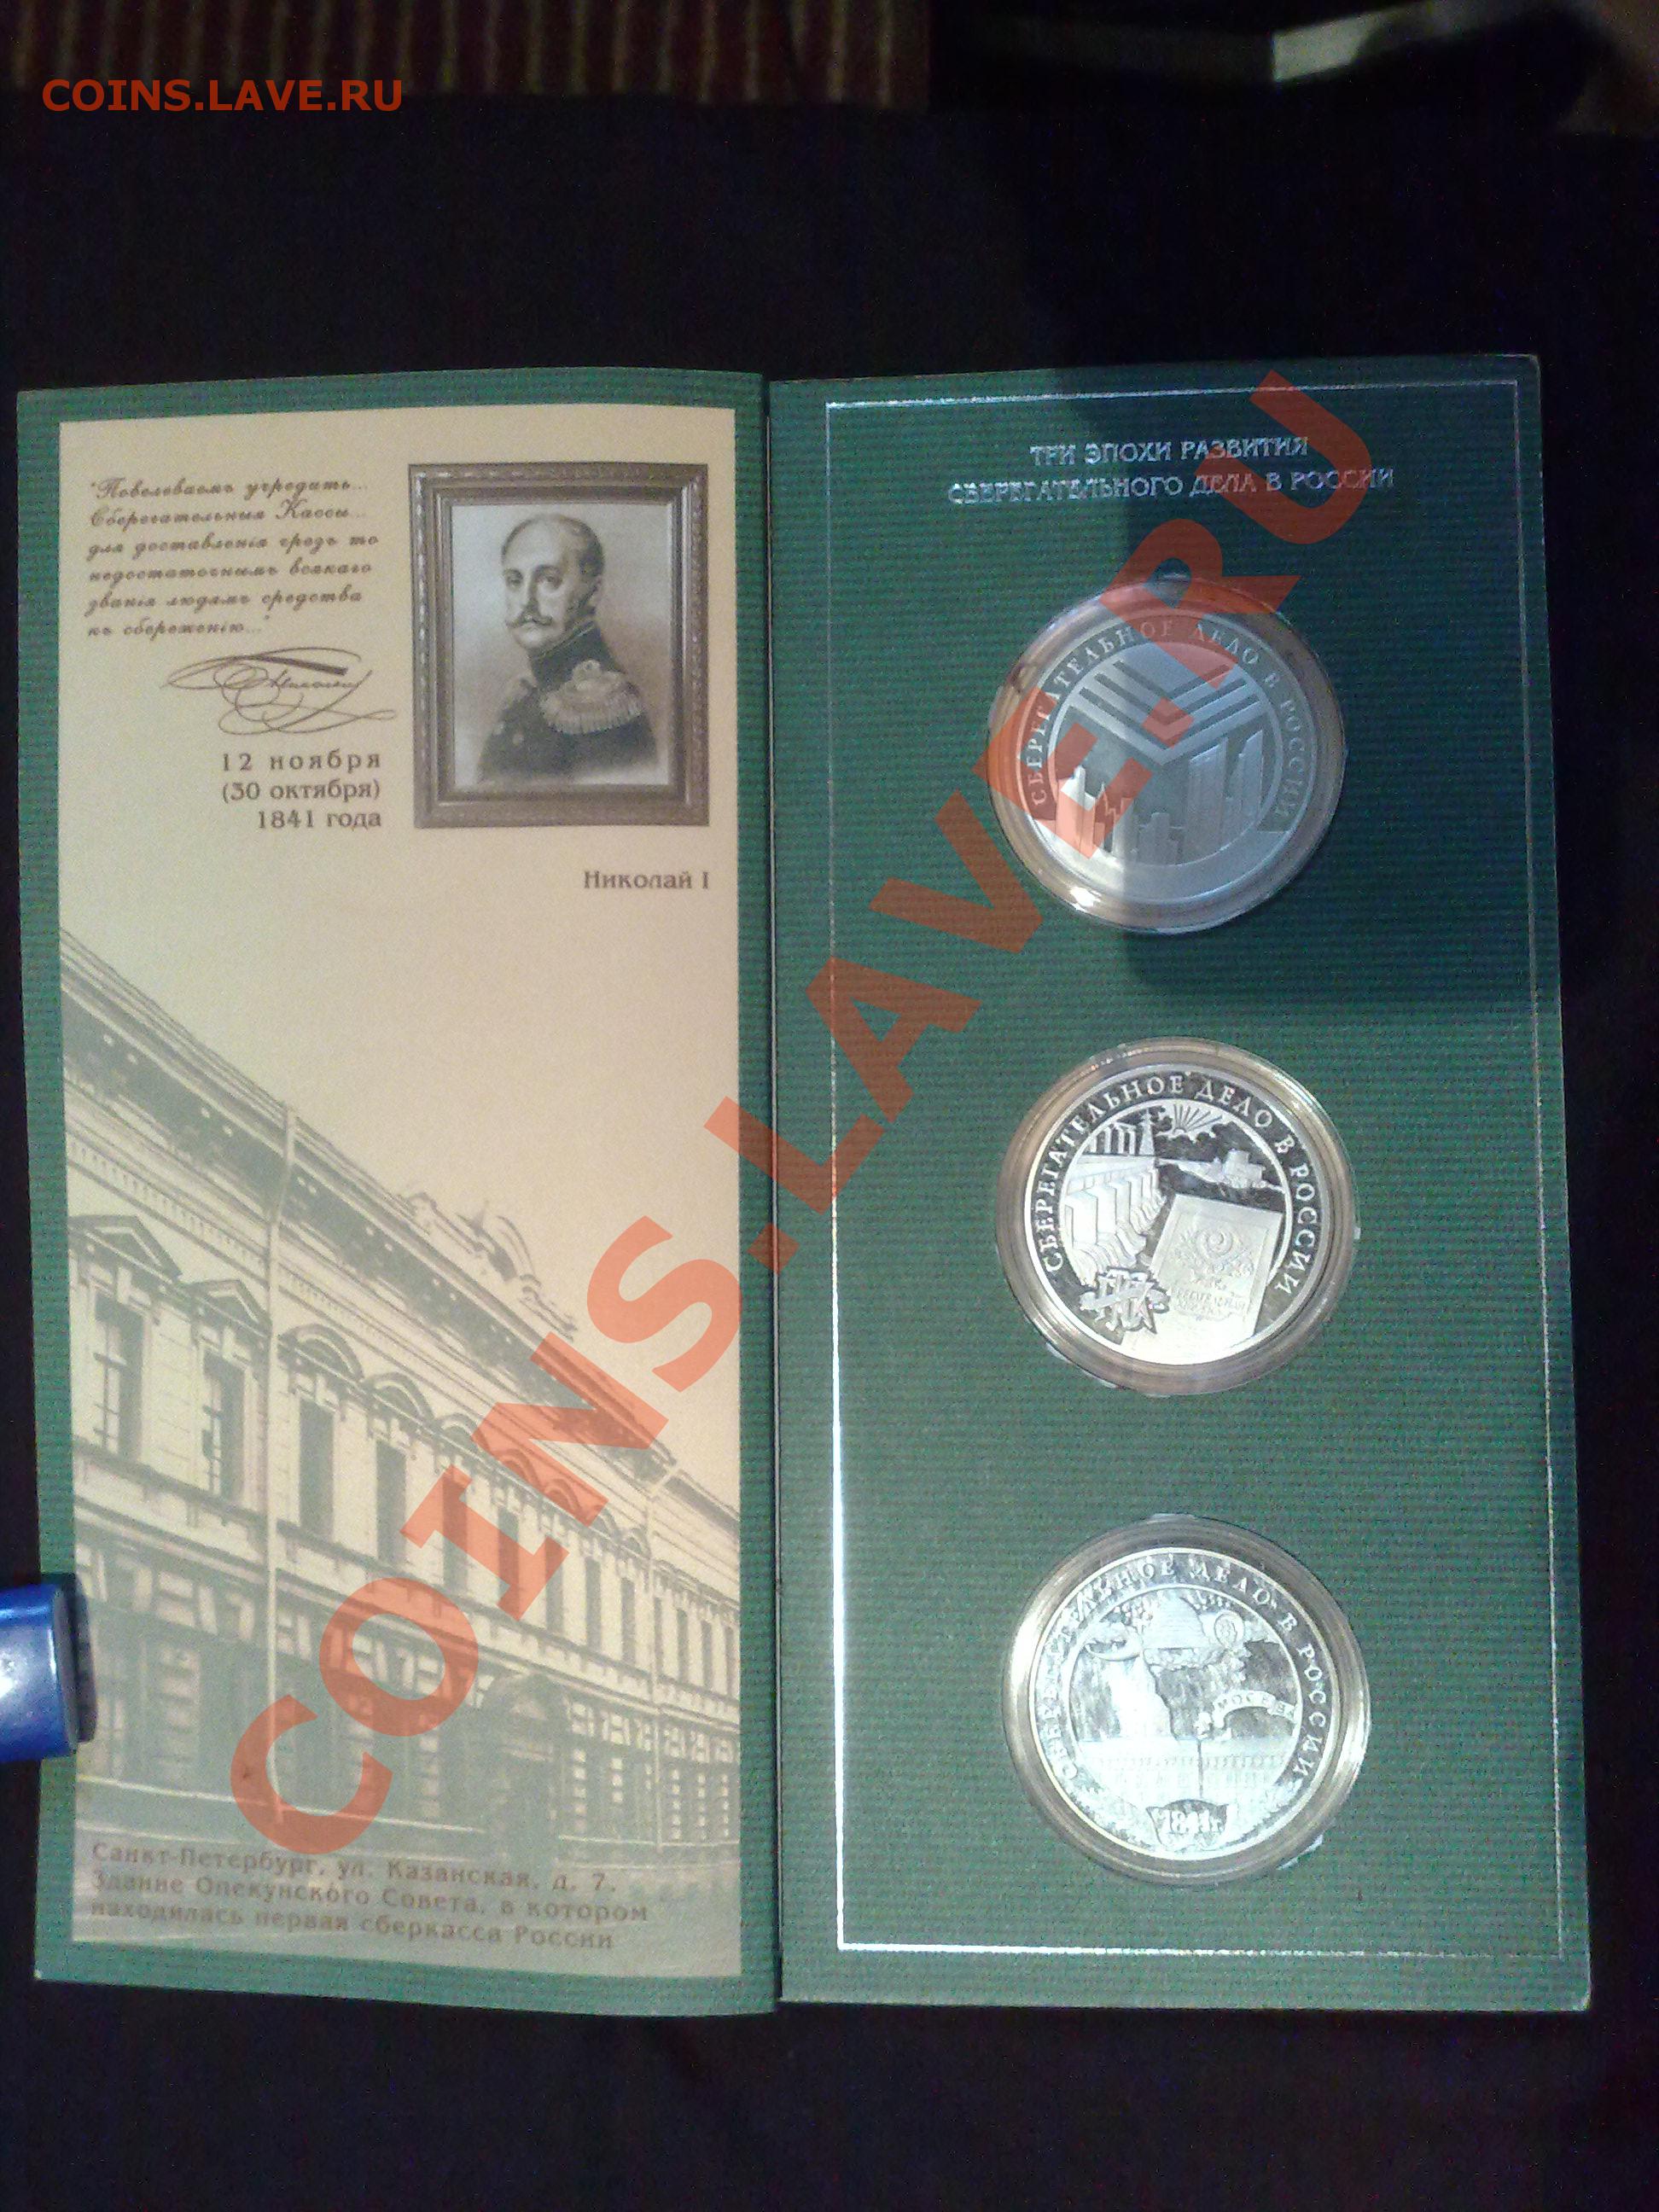 COINS.LAVE.RU
"Повелеваемъ учредить...
Сберегательныя Кассы...
для доставленія чрезъ то
недостаточнымъ всякаго
званія людямъ средства
къ сбереженію..."
12 ноября
(30 октября)
1841 года
Николай I
Санкт-Петербург, ул. Казанская, д. 7.
Здание Опекунского Совета, в котором
находилась первая сберкасса России
ТРИ ЭПОХИ РАЗВИТИЯ
СБЕРЕГАТЕЛЬНОГО ДЕЛА В РОССИИ
СБЕРЕГАТЕЛЬНОЕ ДЕЛО В РОССИИ
СБЕРЕГАТЕЛЬНОЕ ДЕЛО В РОССИИ
СБЕРЕГАТЕЛЬНОЕ ДЕЛО В РОССИИ
1841г.
COINS.LAVE.RU